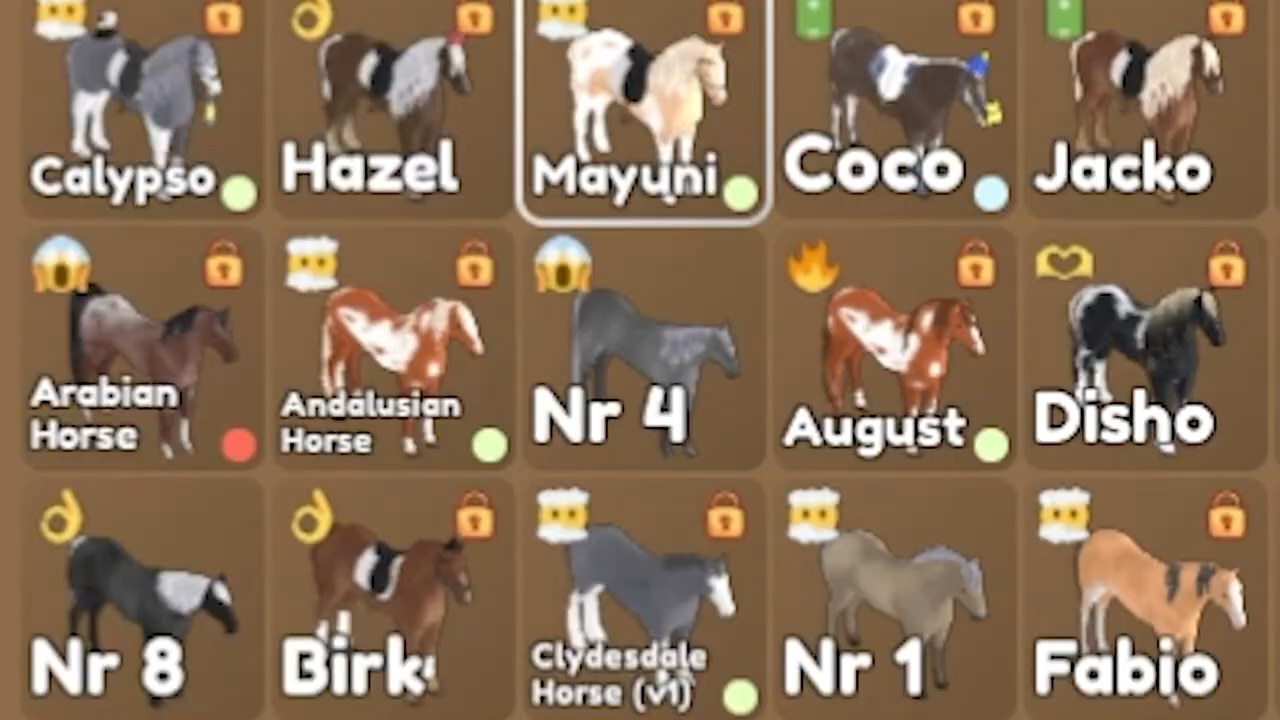 Calypso
Hazel
Mayuni
Coco
Jacko
Arabian
Horse
Andalusian
Horse
Nr 4
August
Disho
Nr 8
Birk
Clydesdale
Horse (v1)
Nr 1
Fabio